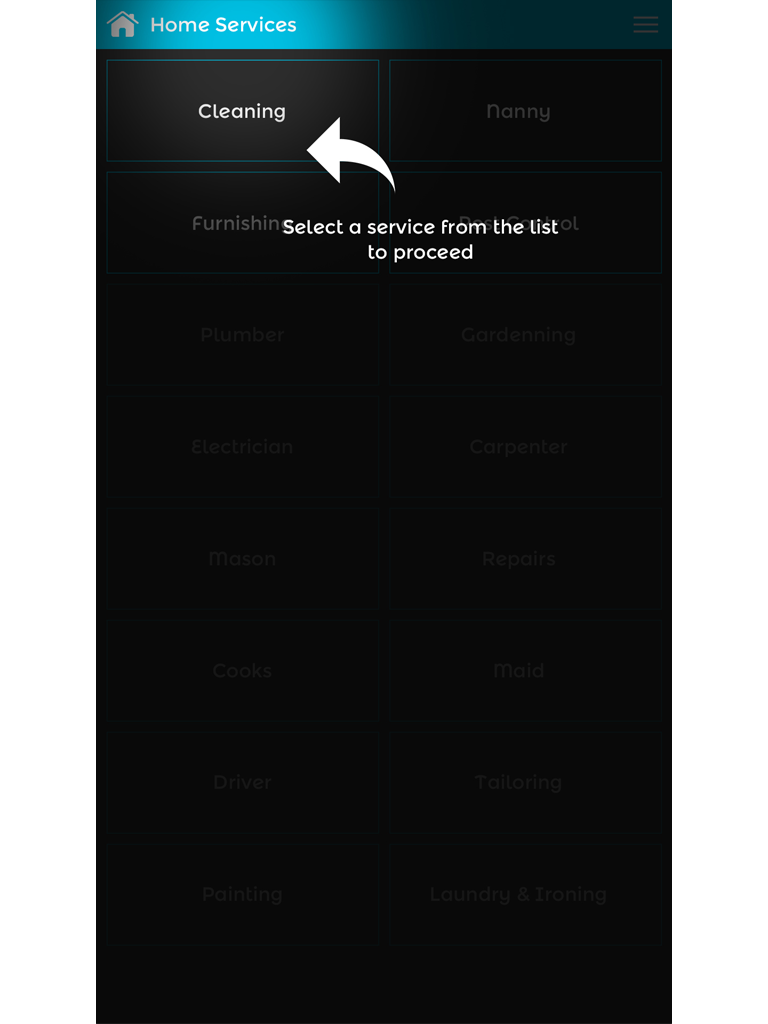 Home Services
Cleaning
Nanny
Furnishing
Pest Control
Select a service from the list
to proceed
Plumber
Gardenning
Electrician
Carpenter
Mason
Repairs
Cooks
Maid
Driver
Tailoring
Painting
Laundry & Ironing